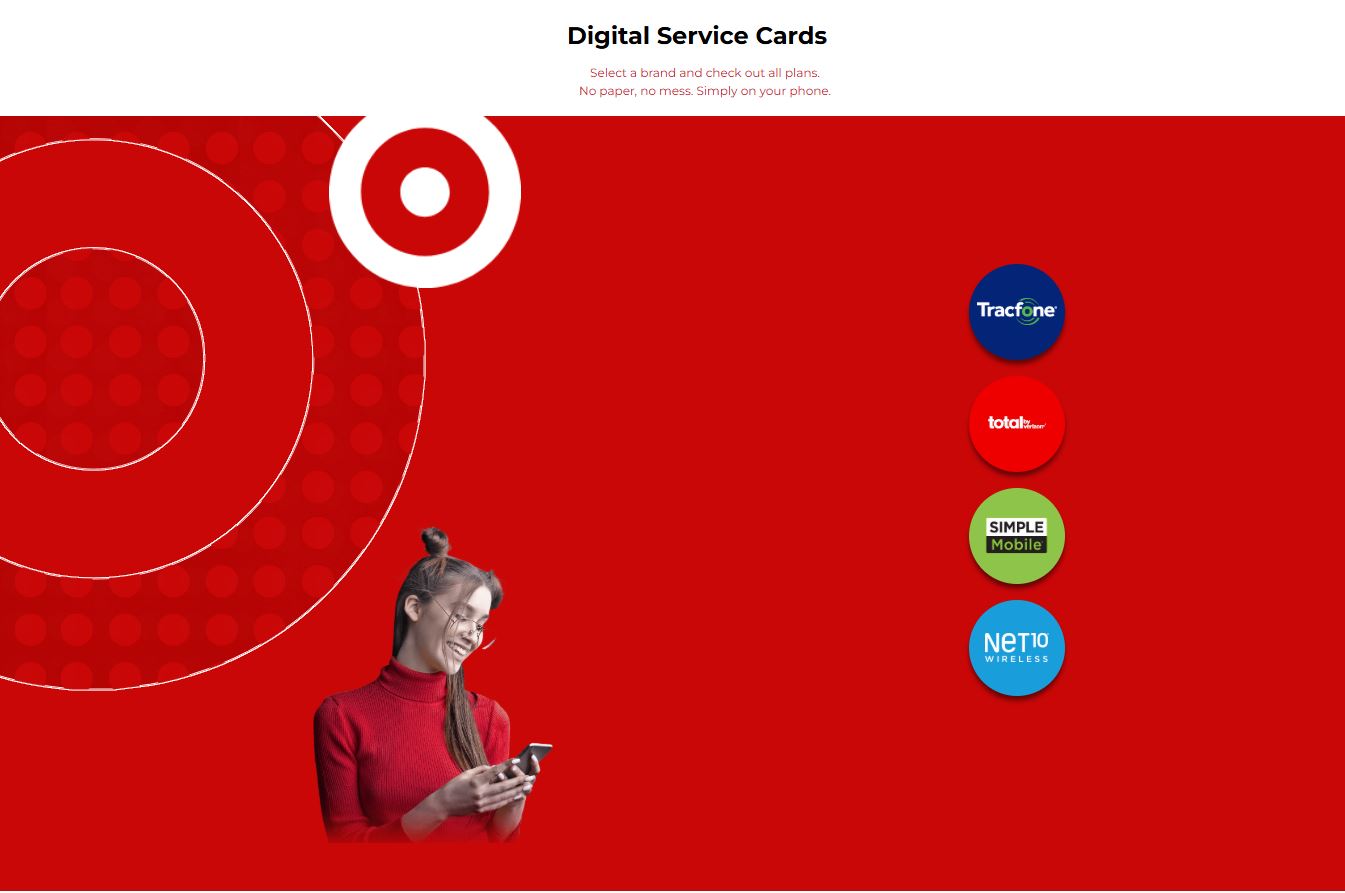 Digital Service Cards
Select a brand and check out all plans.
No paper, no mess. Simply on your phone.
Tracfone
total by verizon
SIMPLE
Mobile
NET10
WIRELESS